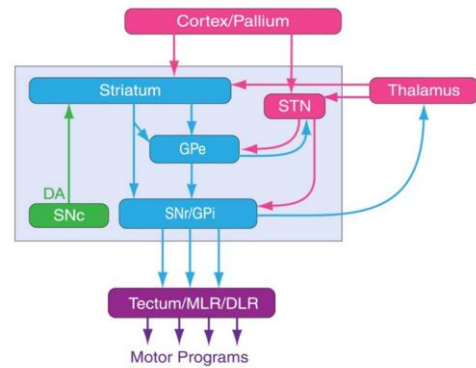 Cortex/Pallium
Striatum
Thalamus
STN
GPe
DA
SNc
SNr/GPi
Tectum/MLR/DLR
Motor Programs